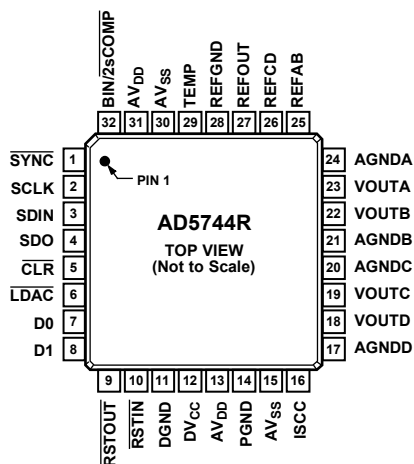 BIN/2sCOMP
AVDD
AVSS
TEMP
REFGND
REFOUT
REFCD
REFAB
32
31
30
29
28
27
26
25
SYNC 1
SCLK 2
SDIN 3
SDO 4
CLR 5
LDAC 6
D0 7
D1 8
PIN 1
AD5744R
TOP VIEW
(Not to Scale)
24 AGNDA
23 VOUTA
22 VOUTB
21 AGNDB
20 AGNDC
19 VOUTC
18 VOUTD
17 AGNDD
9
10
11
12
13
14
15
16
RSTOUT
RSTIN
DGND
DVCC
AVDD
PGND
AVSS
ISCC